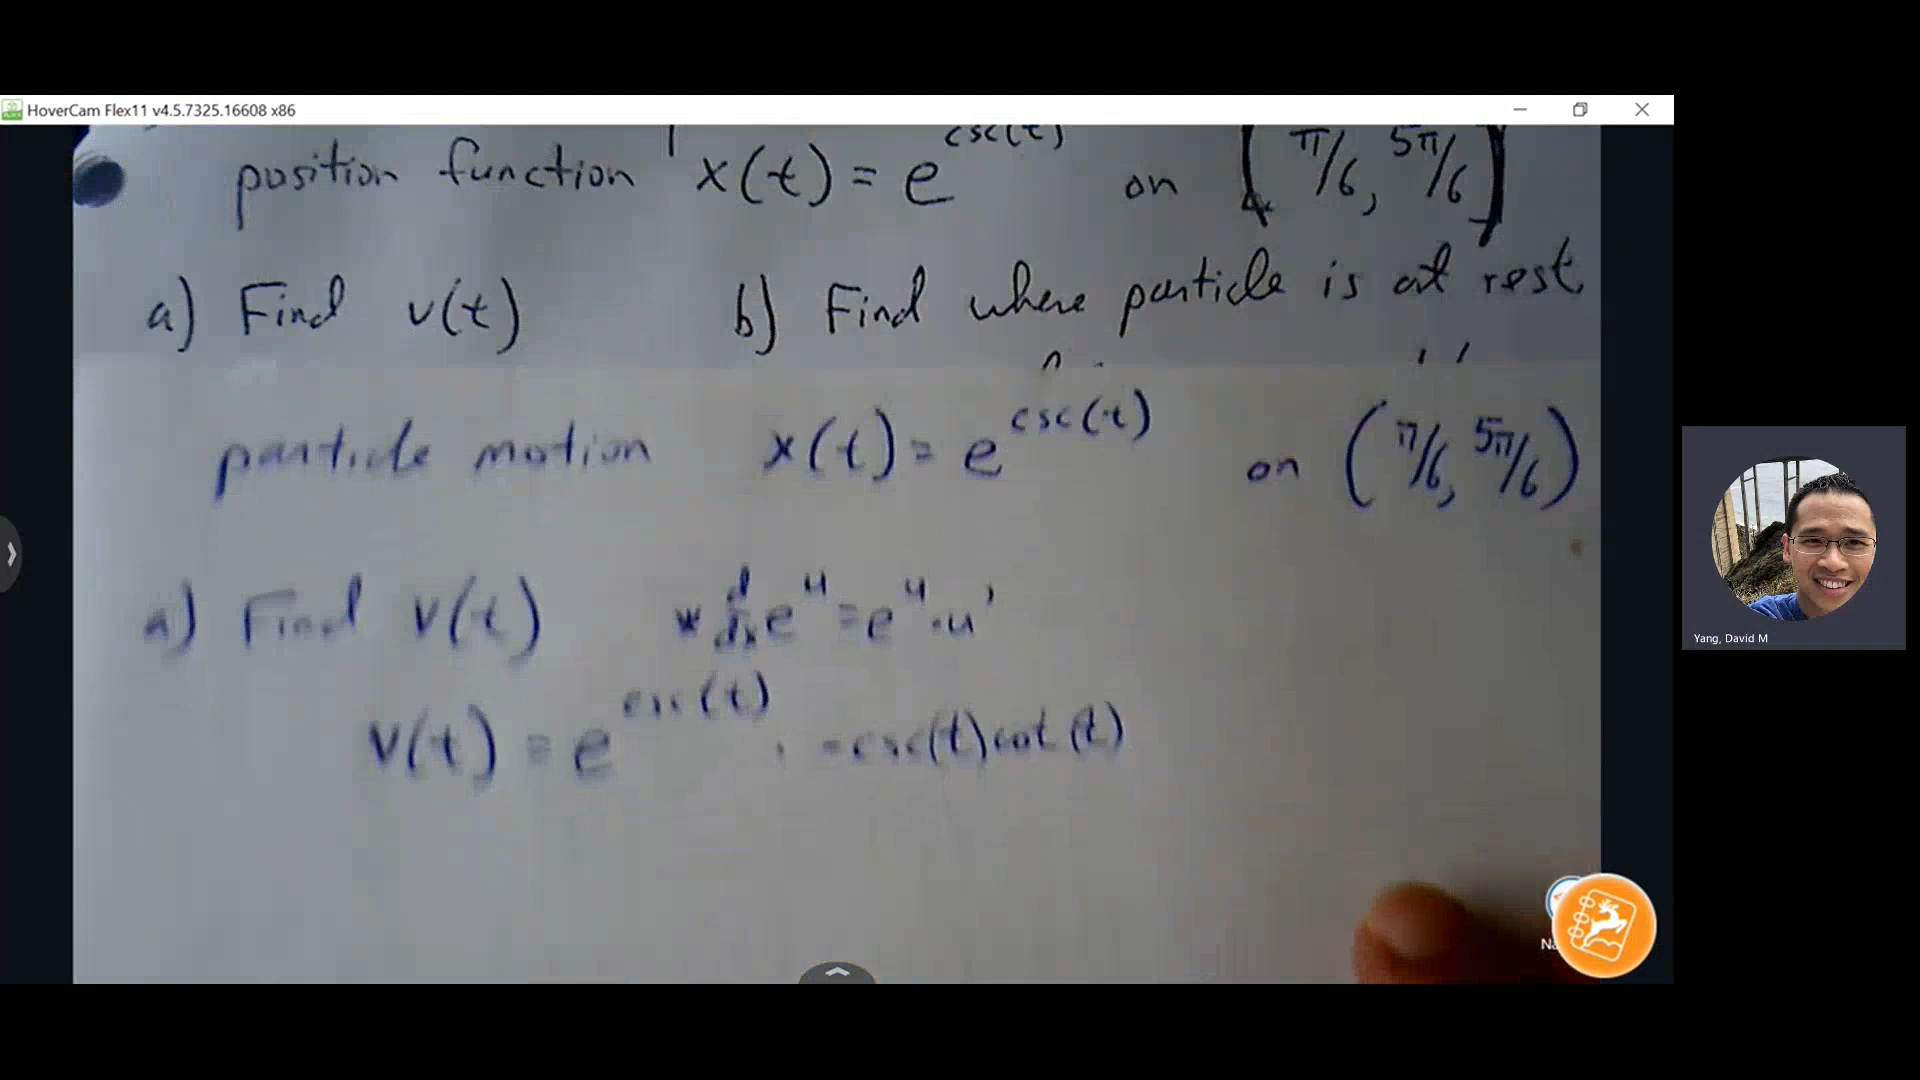 HoverCam Flex11 v4.5.7325.16608 x86
position function x(t) = e^csc(t) on (π/6, 5π/6)
a) Find v(t) b) Find where particle is at rest.
particle motion x(t) = e^csc(t) on (π/6, 5π/6)
a) Find v(t) d/dx e^u = e^u · u'
v(t) = e^csc(t) · -csc(t)cot(t)
Yang, David M